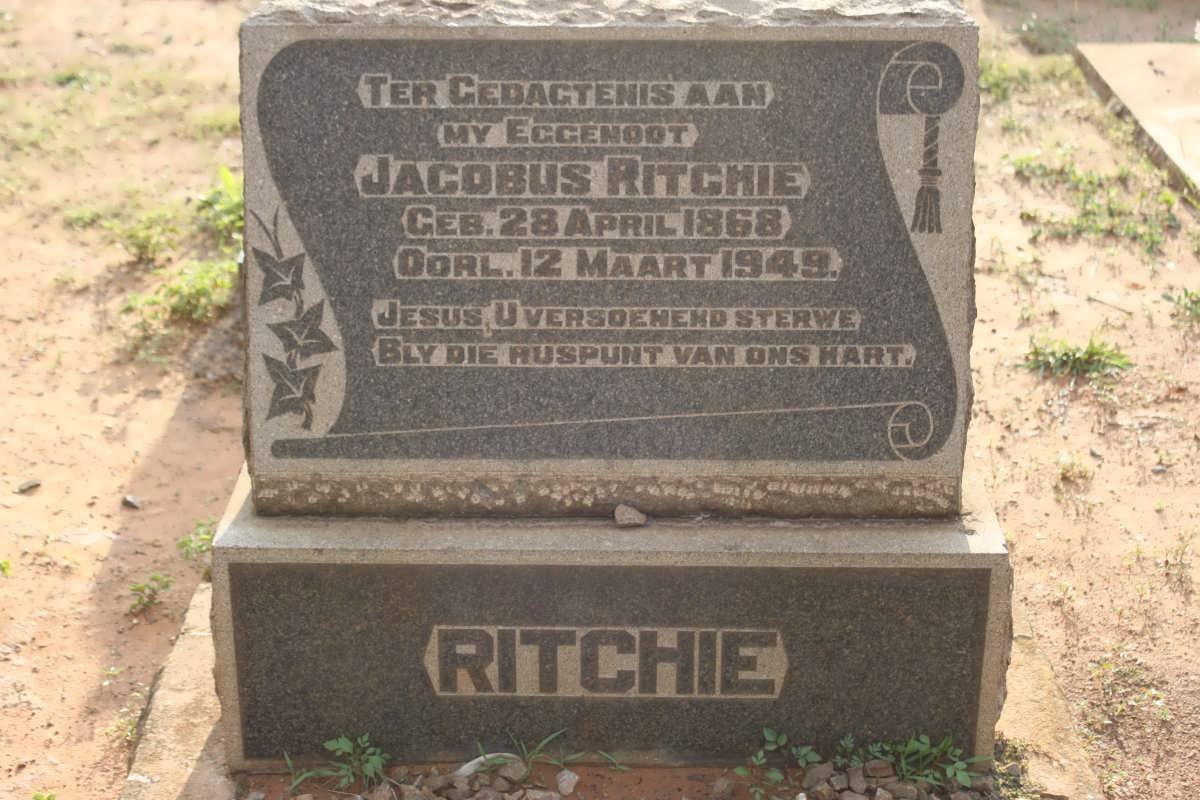 TER GEDAGTENIS AAN
MY EGGENOOT
JACOBUS RITCHIE
GEB. 28 APRIL 1868
OORL. 12 MAART 1949.
JESUS, U VERSOENEND STERWE
BLY DIE RUSPUNT VAN ONS HART.
RITCHIE